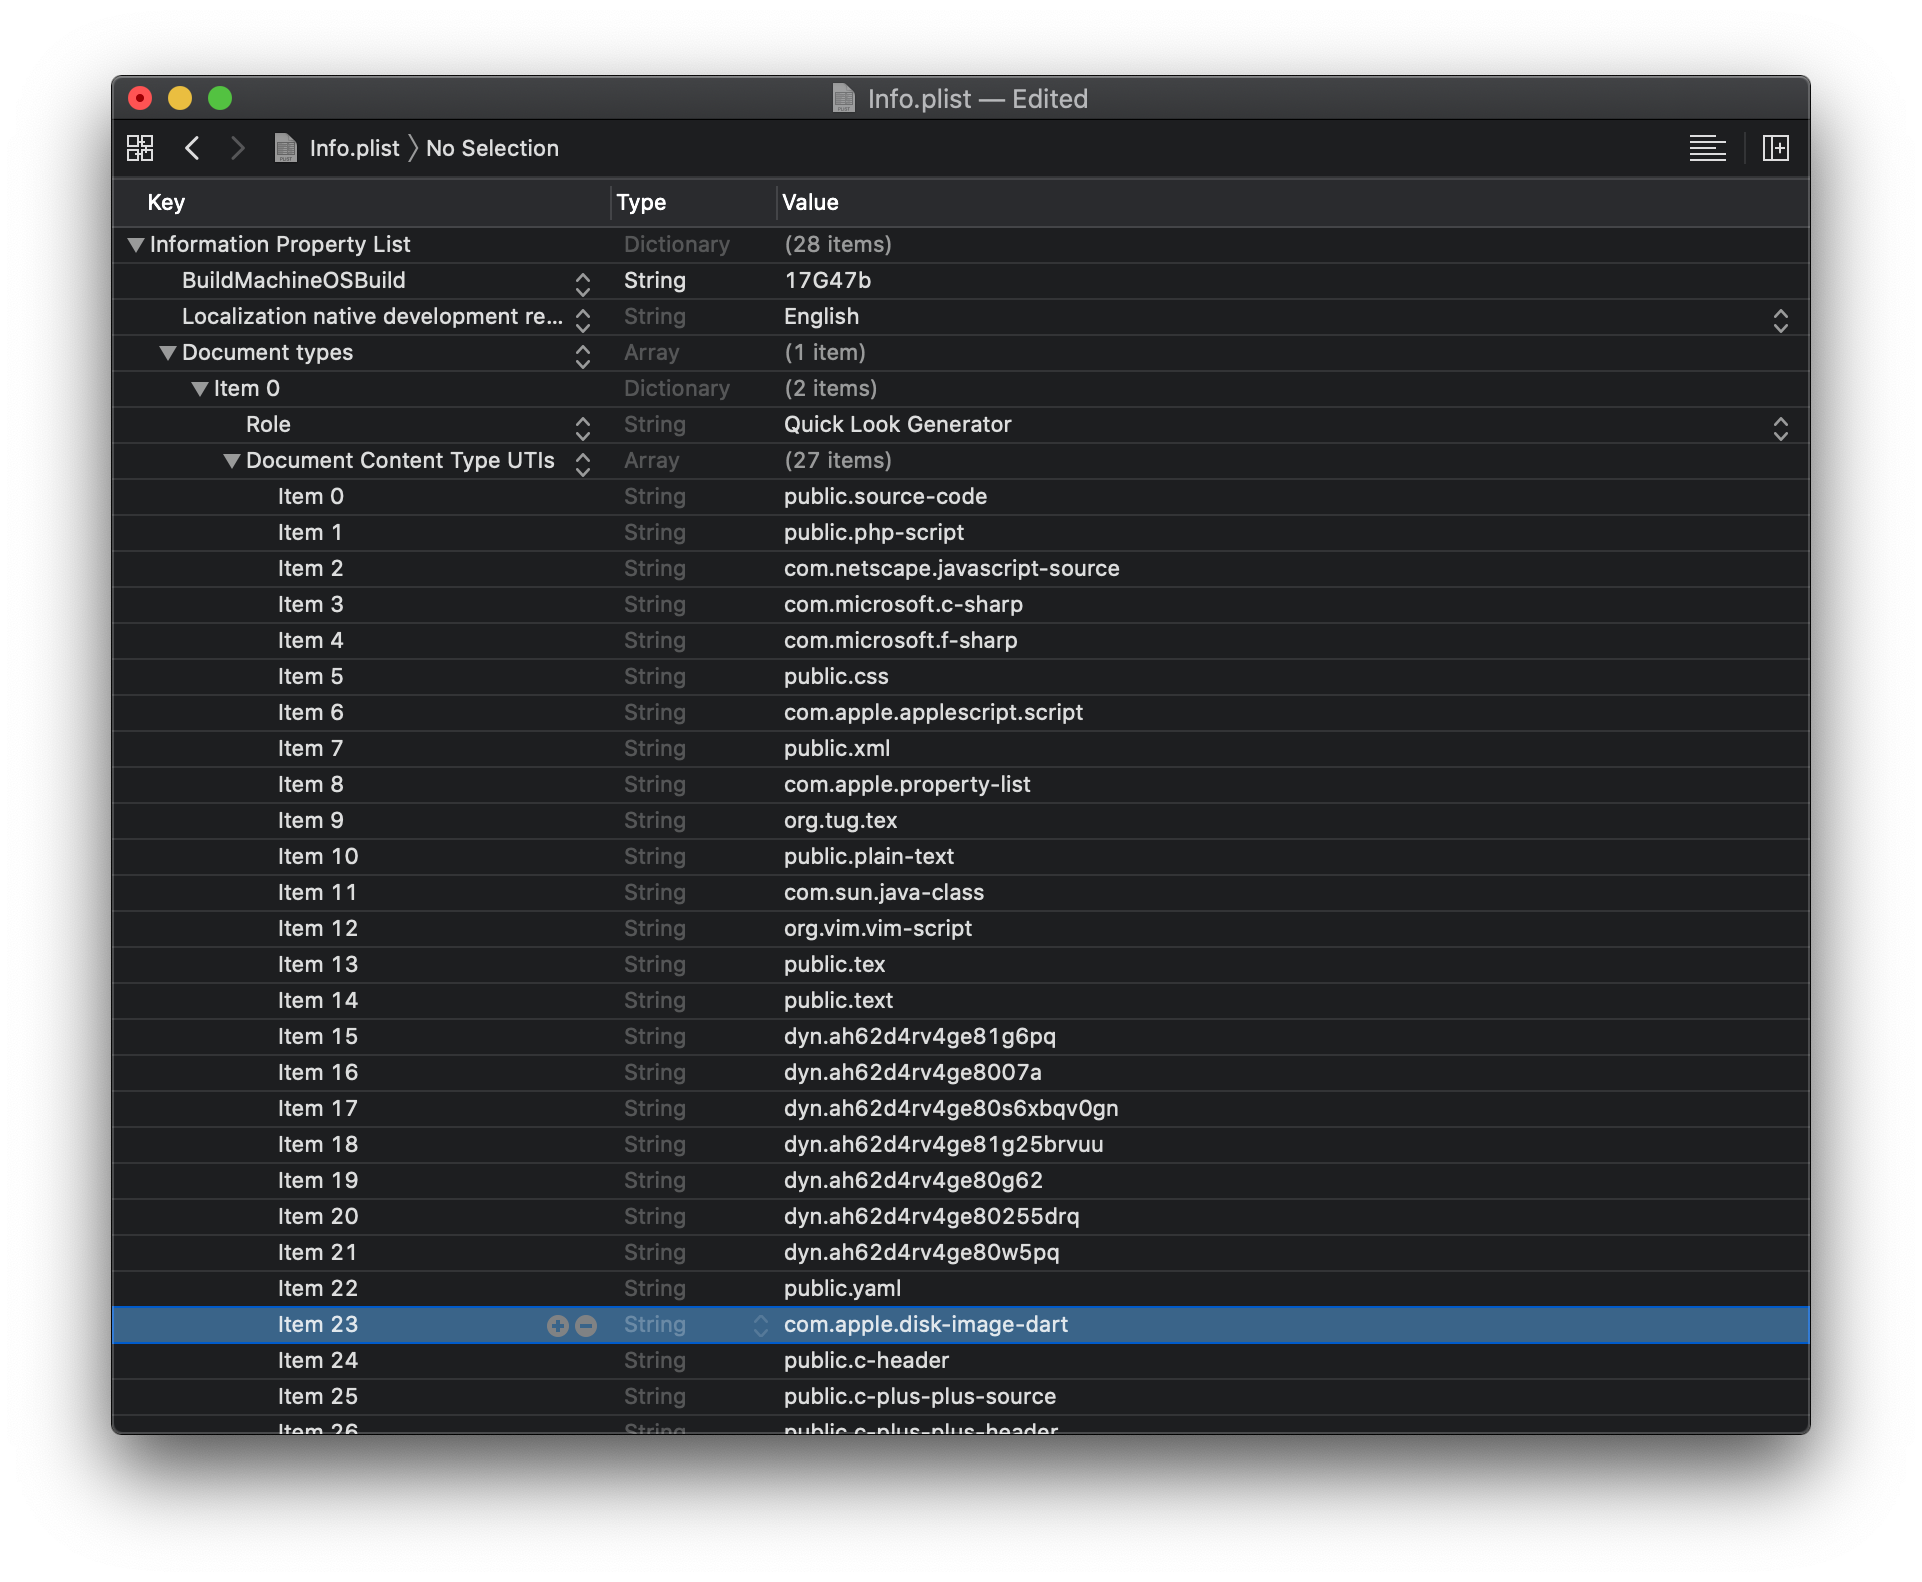 Info.plist — Edited
Info.plist 〉 No Selection
Key Type Value
Information Property List Dictionary (28 items)
BuildMachineOSBuild String 17G47b
Localization native development re... String English
Document types Array (1 item)
Item 0 Dictionary (2 items)
Role String Quick Look Generator
Document Content Type UTIs Array (27 items)
Item 0 String public.source-code
Item 1 String public.php-script
Item 2 String com.netscape.javascript-source
Item 3 String com.microsoft.c-sharp
Item 4 String com.microsoft.f-sharp
Item 5 String public.css
Item 6 String com.apple.applescript.script
Item 7 String public.xml
Item 8 String com.apple.property-list
Item 9 String org.tug.tex
Item 10 String public.plain-text
Item 11 String com.sun.java-class
Item 12 String org.vim.vim-script
Item 13 String public.tex
Item 14 String public.text
Item 15 String dyn.ah62d4rv4ge81g6pq
Item 16 String dyn.ah62d4rv4ge8007a
Item 17 String dyn.ah62d4rv4ge80s6xbqv0gn
Item 18 String dyn.ah62d4rv4ge81g25brvuu
Item 19 String dyn.ah62d4rv4ge80g62
Item 20 String dyn.ah62d4rv4ge80255drq
Item 21 String dyn.ah62d4rv4ge80w5pq
Item 22 String public.yaml
Item 23 String com.apple.disk-image-dart
Item 24 String public.c-header
Item 25 String public.c-plus-plus-source
Item 26 String public.c-plus-plus-header